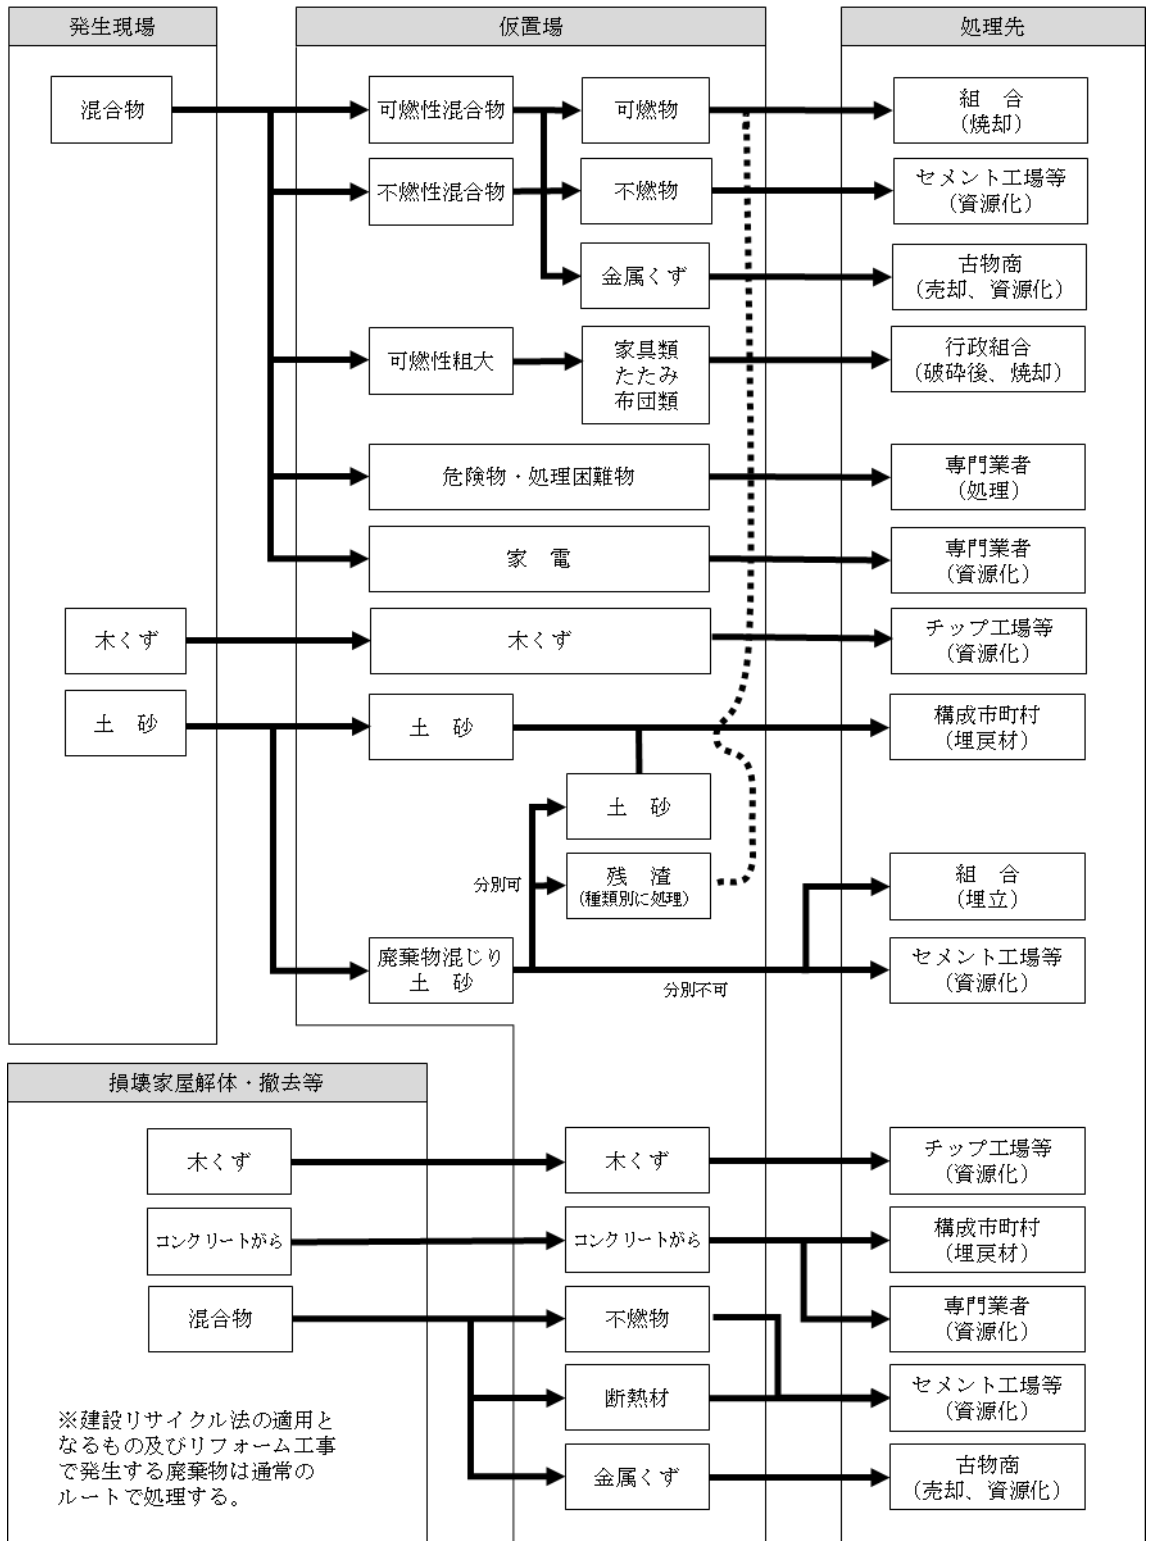 発生現場
仮置場
処理先
混合物
可燃性混合物
可燃物
組　合
（焼却）
不燃性混合物
不燃物
セメント工場等
（資源化）
金属くず
古物商
（売却、資源化）
可燃性粗大
家具類
たたみ
布団類
行政組合
（破砕後、焼却）
危険物・処理困難物
専門業者
（処理）
家　電
専門業者
（資源化）
木くず
木くず
チップ工場等
（資源化）
土　砂
土　砂
構成市町村
（埋戻材）
土　砂
分別可
残　渣
（種類別に処理）
組　合
（埋立）
廃棄物混じり
土　砂
分別不可
セメント工場等
（資源化）
損壊家屋解体・撤去等
木くず
木くず
チップ工場等
（資源化）
コンクリートがら
コンクリートがら
構成市町村
（埋戻材）
混合物
不燃物
専門業者
（資源化）
断熱材
セメント工場等
（資源化）
金属くず
古物商
（売却、資源化）
※建設リサイクル法の適用と
なるもの及びリフォーム工事
で発生する廃棄物は通常の
ルートで処理する。